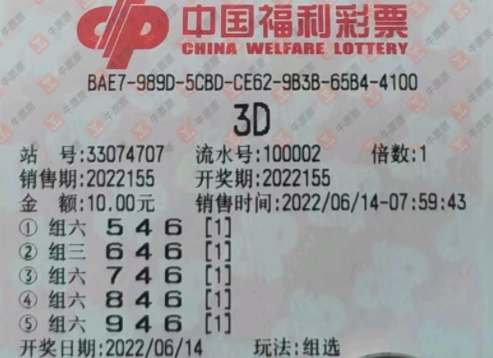 中国福利彩票
CHINA WELFARE LOTTERY
BAE7-989D-5CBD-CE62-9B3B-65B4-4100
3D
站 号:33074707 流水号:100002 倍数:1
销售期:2022155 开奖期:2022155
金 额:10.00元 销售时间:2022/06/14-07:59:43
① 组六 5 4 6 [1]
② 组三 6 4 6 [1]
③ 组六 7 4 6 [1]
④ 组六 8 4 6 [1]
⑤ 组六 9 4 6 [1]
开奖日期:2022/06/14 玩法:组选